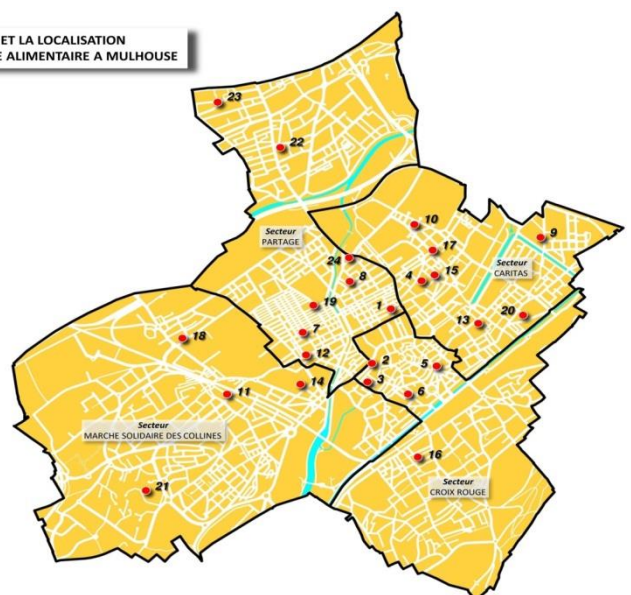 ET LA LOCALISATION
E ALIMENTAIRE A MULHOUSE
23
22
10
9
Secteur
PARTAGE
17
Secteur
CARITAS
24
8
4
15
19
1
20
13
7
18
12
2
5
14
3
11
6
Secteur
MARCHE SOLIDAIRE DES COLLINES
16
Secteur
CROIX ROUGE
21